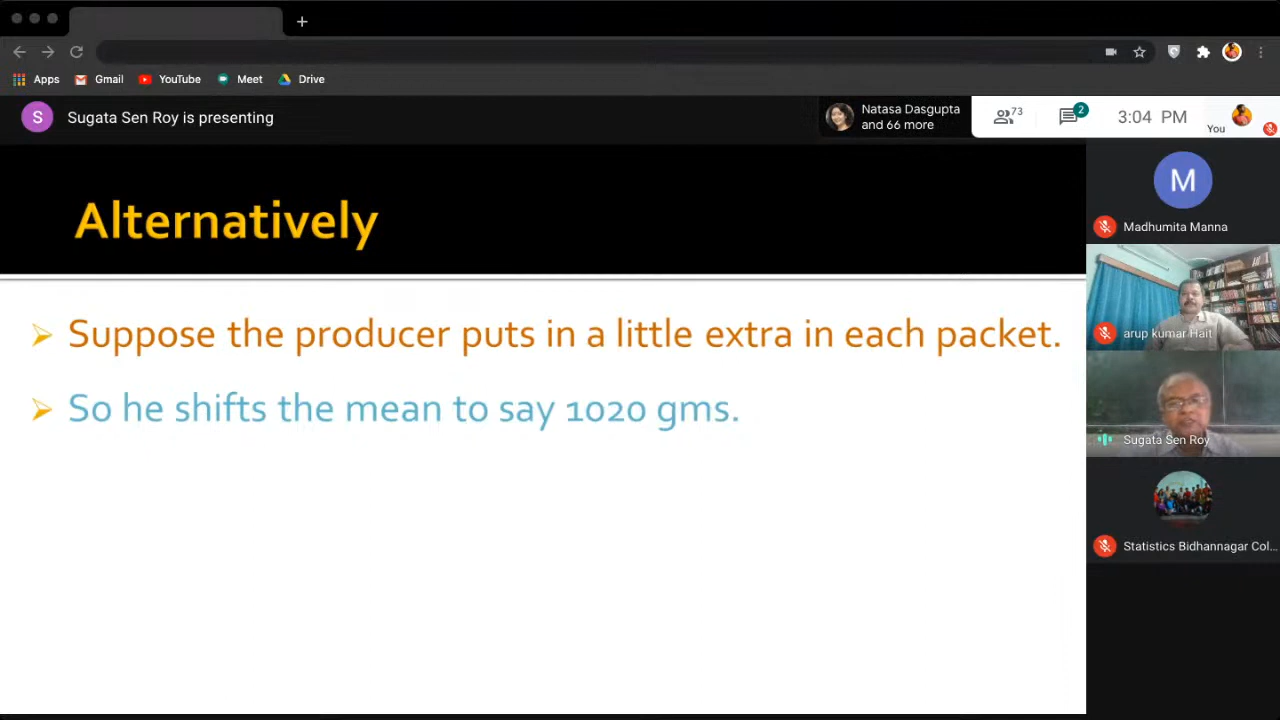 +
Apps Gmail YouTube Meet Drive
S Sugata Sen Roy is presenting
Natasa Dasgupta
and 66 more
73
2
3:04 PM
You
Alternatively
Suppose the producer puts in a little extra in each packet.
So he shifts the mean to say 1020 gms.
M
Madhumita Manna
arup kumar Hait
Sugata Sen Roy
Statistics Bidhannagar Col...